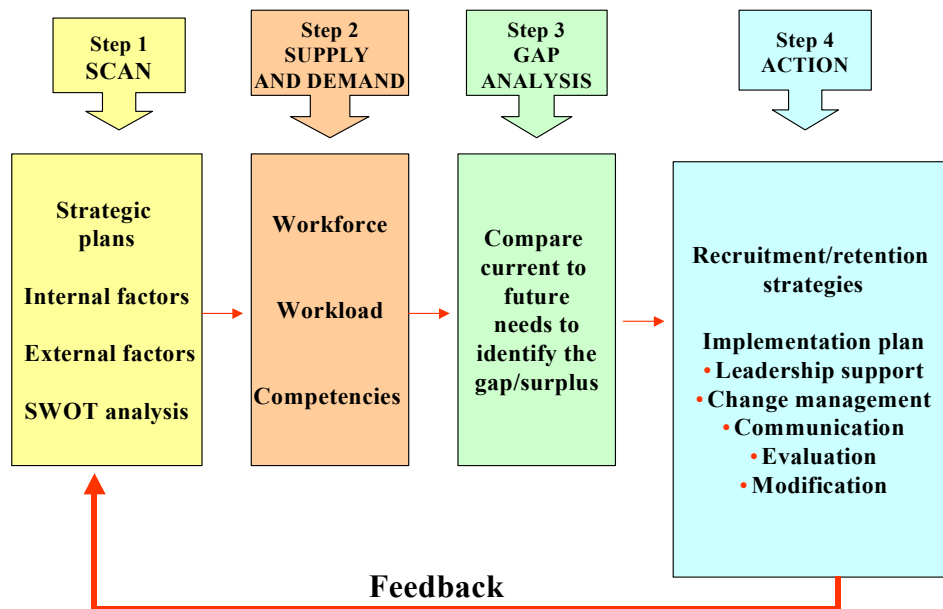 Step 1
SCAN
Step 2
SUPPLY
AND DEMAND
Step 3
GAP
ANALYSIS
Step 4
ACTION
Strategic
plans
Internal factors
External factors
SWOT analysis
Workforce
Workload
Competencies
Compare
current to
future
needs to
identify the
gap/surplus
Recruitment/retention
strategies
Implementation plan
•Leadership support
•Change management
•Communication
•Evaluation
•Modification
Feedback